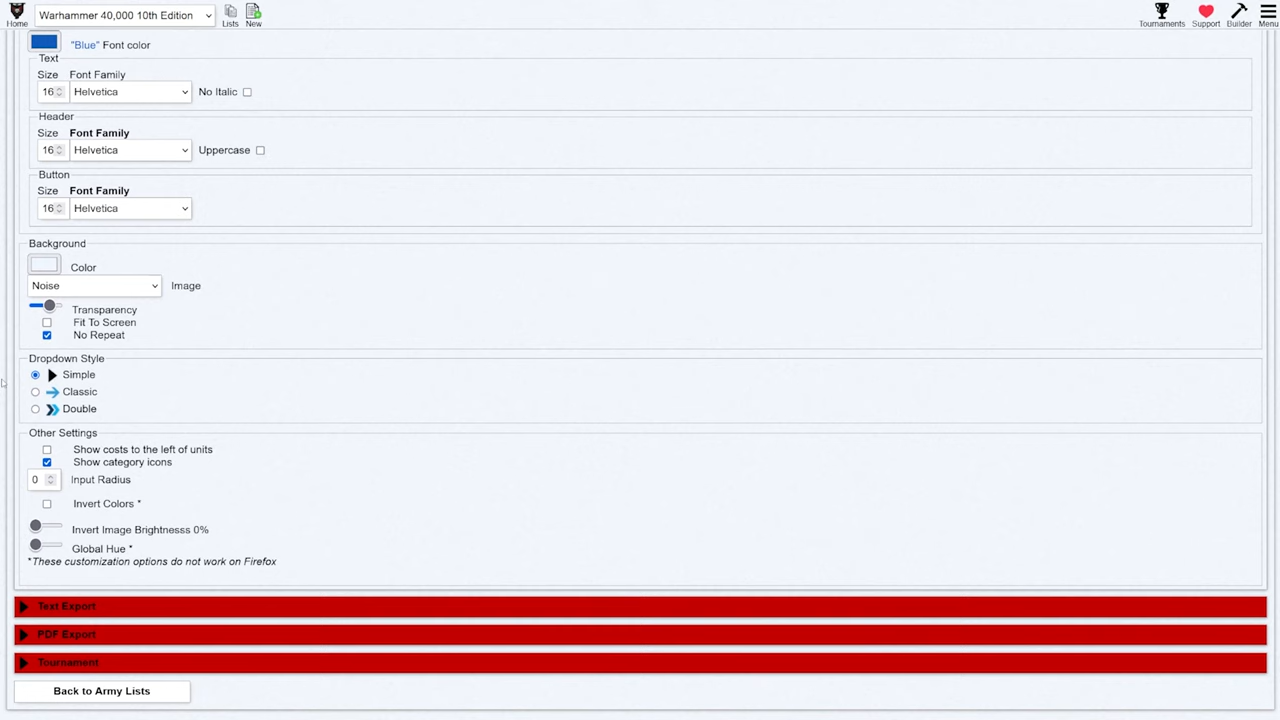 Home Warhammer 40,000 10th Edition Lists New Tournaments Support Builder Menu
"Blue" Font color
Text
Size Font Family
16 Helvetica No Italic
Header
Size Font Family
16 Helvetica Uppercase
Button
Size Font Family
16 Helvetica
Background
Color
Noise Image
Transparency
Fit To Screen
No Repeat
Dropdown Style
Simple
Classic
Double
Other Settings
Show costs to the left of units
Show category icons
0 Input Radius
Invert Colors *
Invert Image Brightnesss 0%
Global Hue *
*These customization options do not work on Firefox
Text Export
PDF Export
Tournament
Back to Army Lists